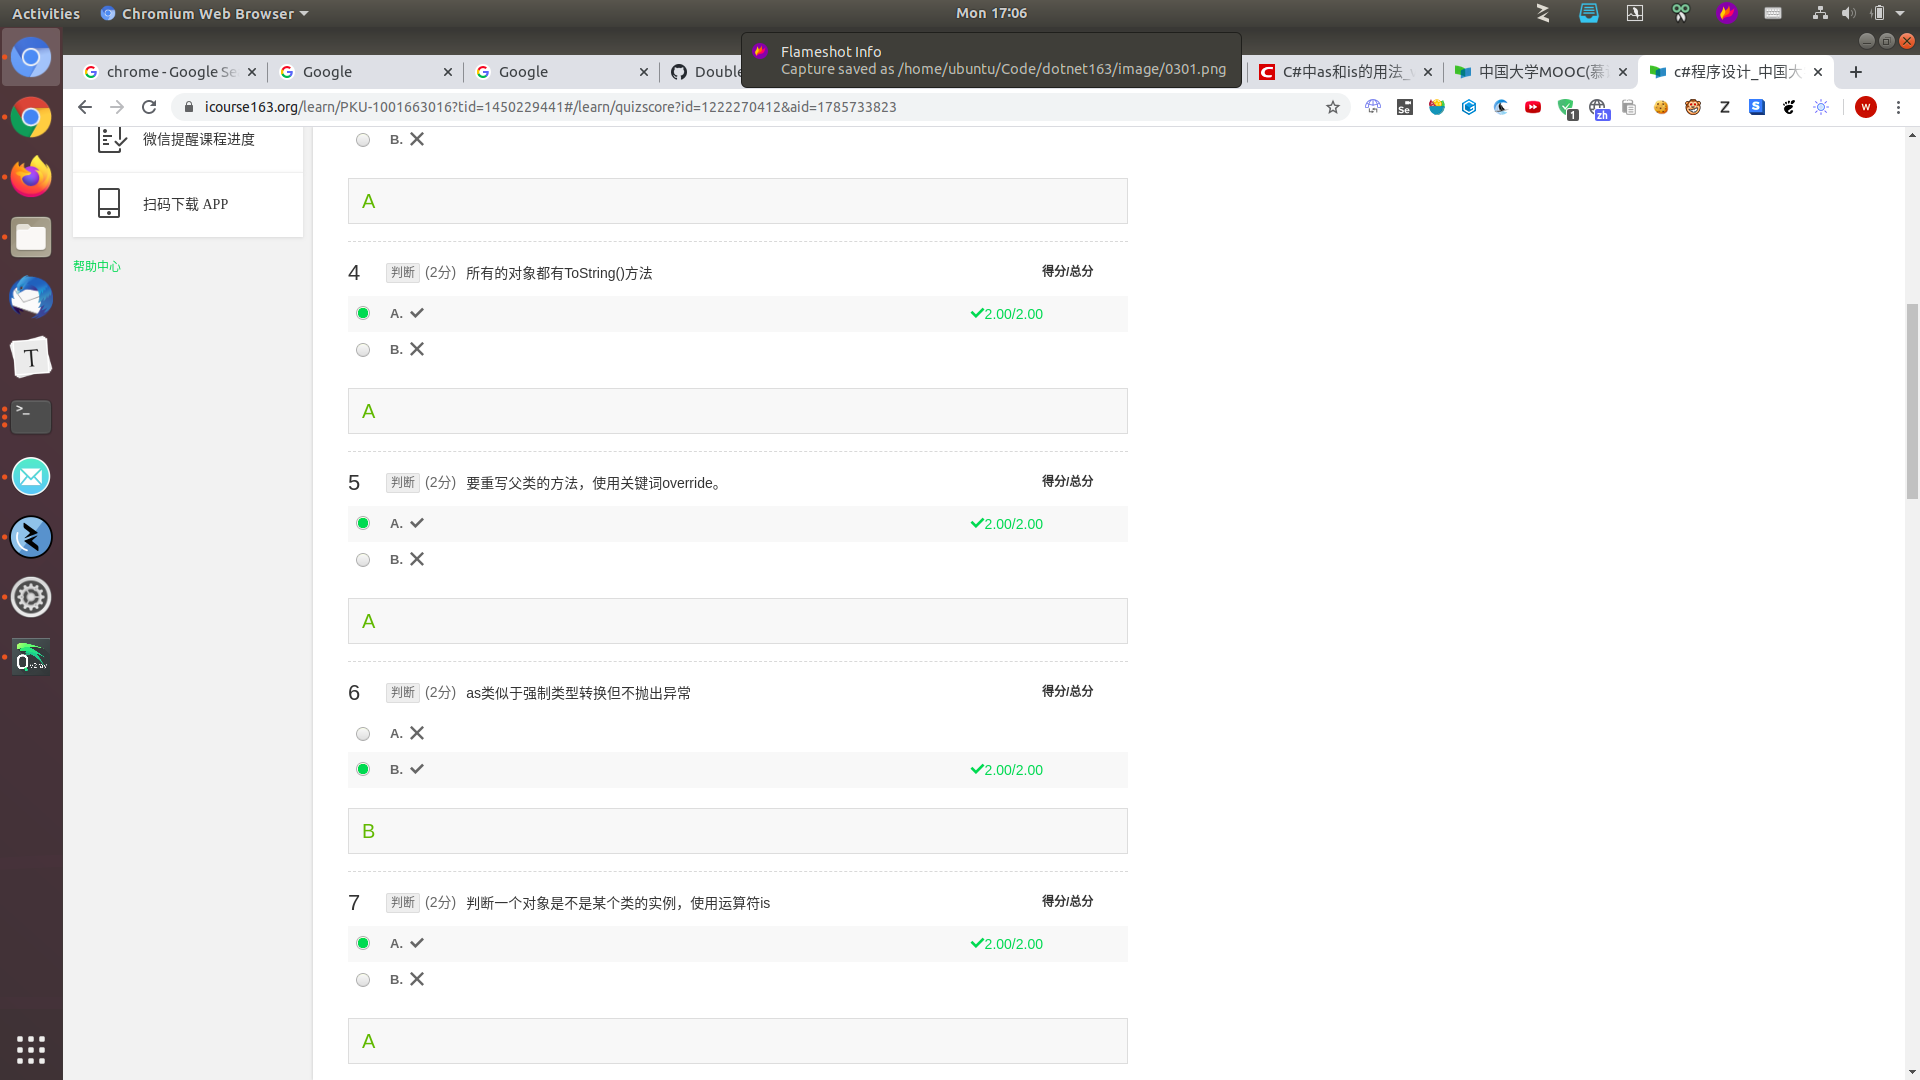 Activities
Chromium Web Browser
Mon 17:06
Flameshot Info
Capture saved as /home/ubuntu/Code/dotnet163/image/0301.png
chrome - Google Se
Google
Google
Double
C#中as和is的用法_
中国大学MOOC(慕
c#程序设计_中国大
icourse163.org/learn/PKU-1001663016?tid=1450229441#/learn/quizscore?id=1222270412&aid=1785733823
微信提醒课程进度
扫码下载 APP
帮助中心
B.
A
4 判断 (2分) 所有的对象都有ToString()方法 得分/总分
A. 2.00/2.00
B.
A
5 判断 (2分) 要重写父类的方法，使用关键词override。 得分/总分
A. 2.00/2.00
B.
A
6 判断 (2分) as类似于强制类型转换但不抛出异常 得分/总分
A.
B. 2.00/2.00
B
7 判断 (2分) 判断一个对象是不是某个类的实例，使用运算符is 得分/总分
A. 2.00/2.00
B.
A